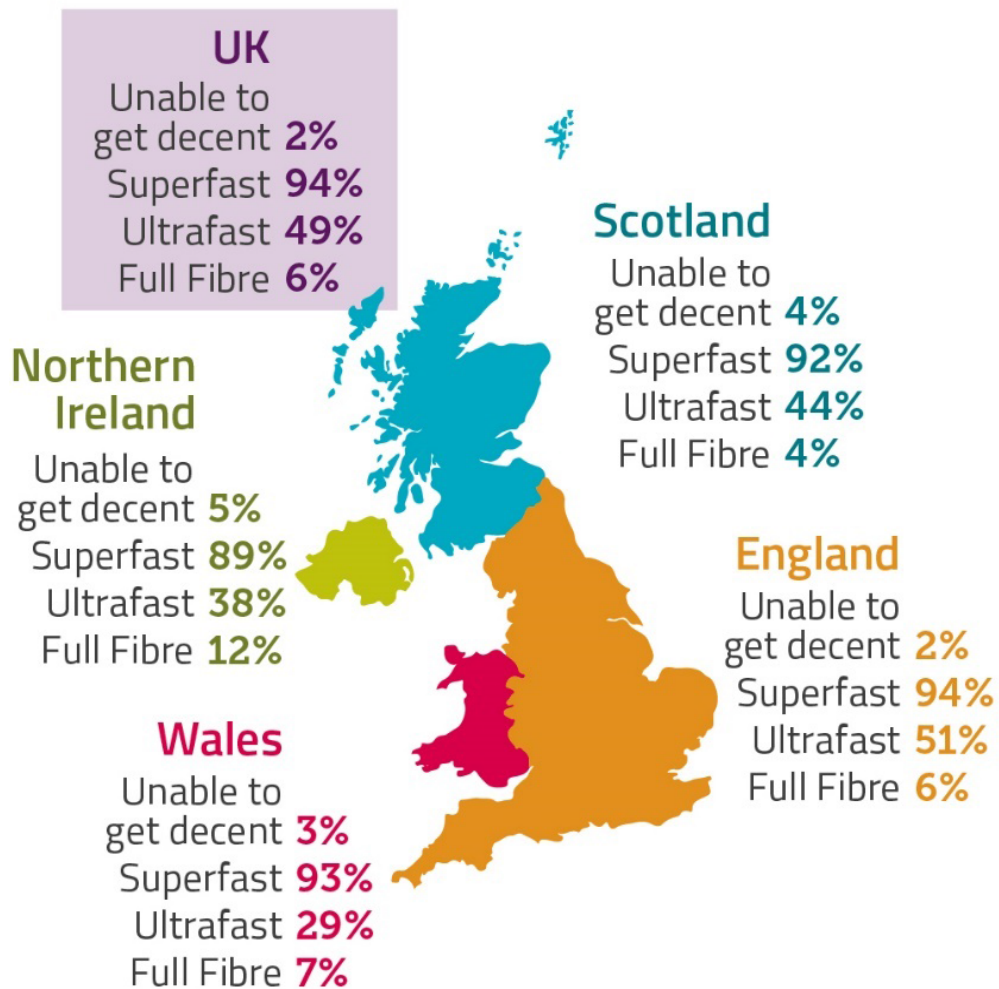 UK
Unable to
get decent 2%
Superfast 94%
Ultrafast 49%
Full Fibre 6%
Scotland
Unable to
get decent 4%
Superfast 92%
Ultrafast 44%
Full Fibre 4%
Northern
Ireland
Unable to
get decent 5%
Superfast 89%
Ultrafast 38%
Full Fibre 12%
England
Unable to
get decent 2%
Superfast 94%
Ultrafast 51%
Full Fibre 6%
Wales
Unable to
get decent 3%
Superfast 93%
Ultrafast 29%
Full Fibre 7%